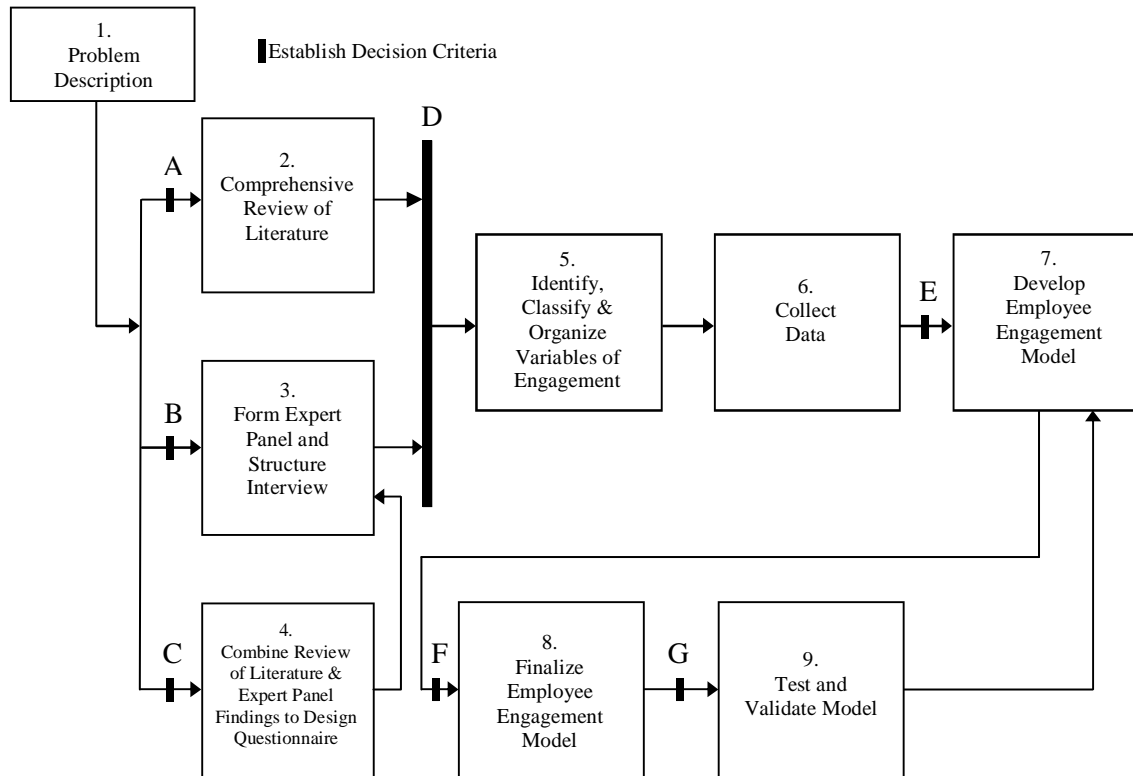 1.
Problem
Description
Establish Decision Criteria
A
2.
Comprehensive
Review of
Literature
D
B
3.
Form Expert
Panel and
Structure
Interview
C
4.
Combine Review
of Literature &
Expert Panel
Findings to Design
Questionnaire
5.
Identify,
Classify &
Organize
Variables of
Engagement
6.
Collect
Data
E
7.
Develop
Employee
Engagement
Model
F
8.
Finalize
Employee
Engagement
Model
G
9.
Test and
Validate Model